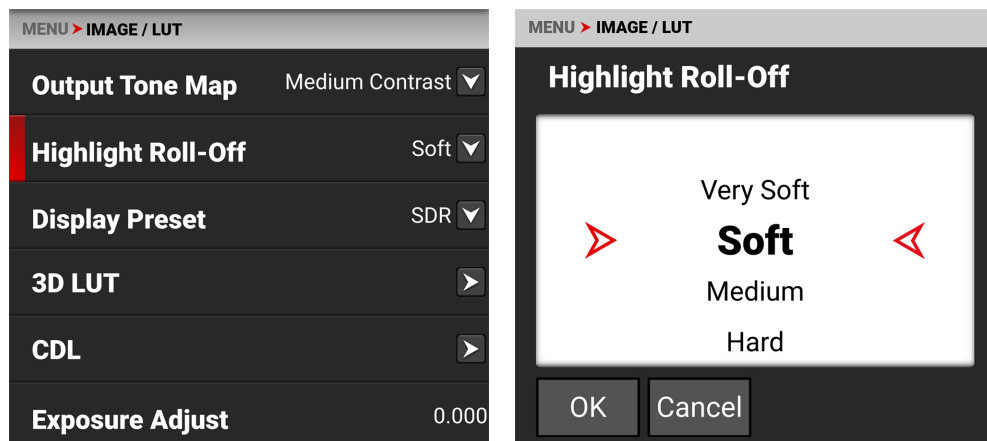 MENU ➤ IMAGE / LUT
Output Tone Map Medium Contrast
Highlight Roll-Off Soft
Display Preset SDR
3D LUT
CDL
Exposure Adjust 0.000
MENU ➤ IMAGE / LUT
Highlight Roll-Off
Very Soft
Soft
Medium
Hard
OK Cancel